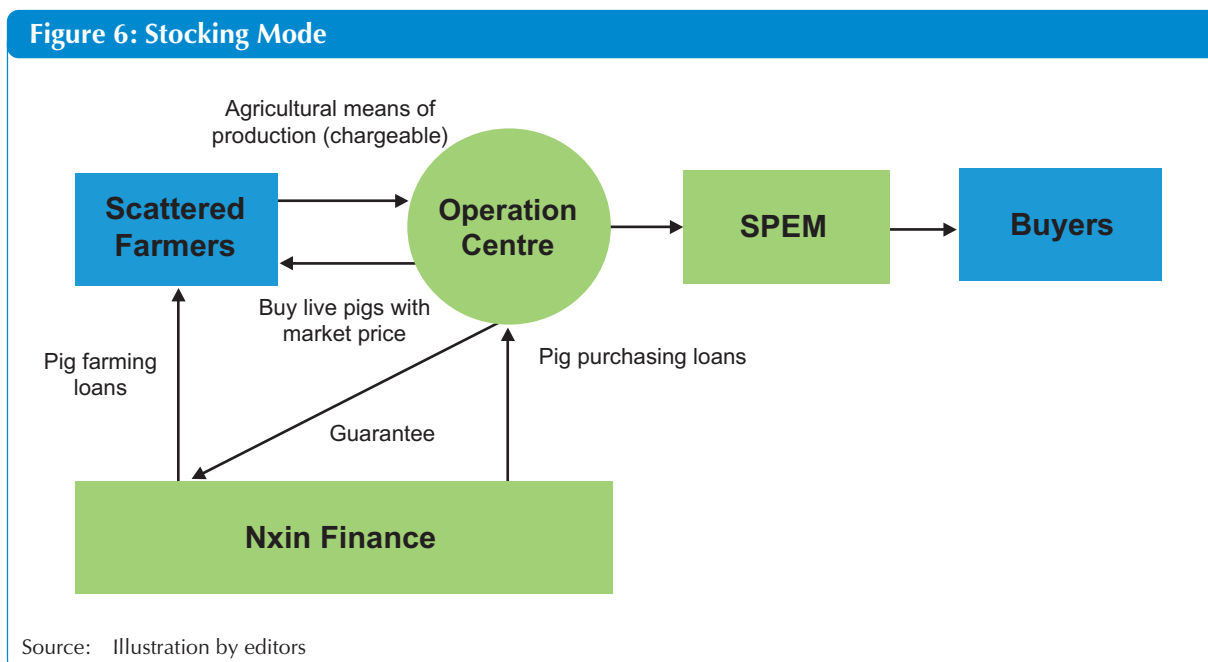 Figure 6: Stocking Mode
Agricultural means of
production (chargeable)
Scattered
Farmers
Operation
Centre
SPEM
Buyers
Buy live pigs with
market price
Pig farming
loans
Pig purchasing loans
Guarantee
Nxin Finance
Source: Illustration by editors